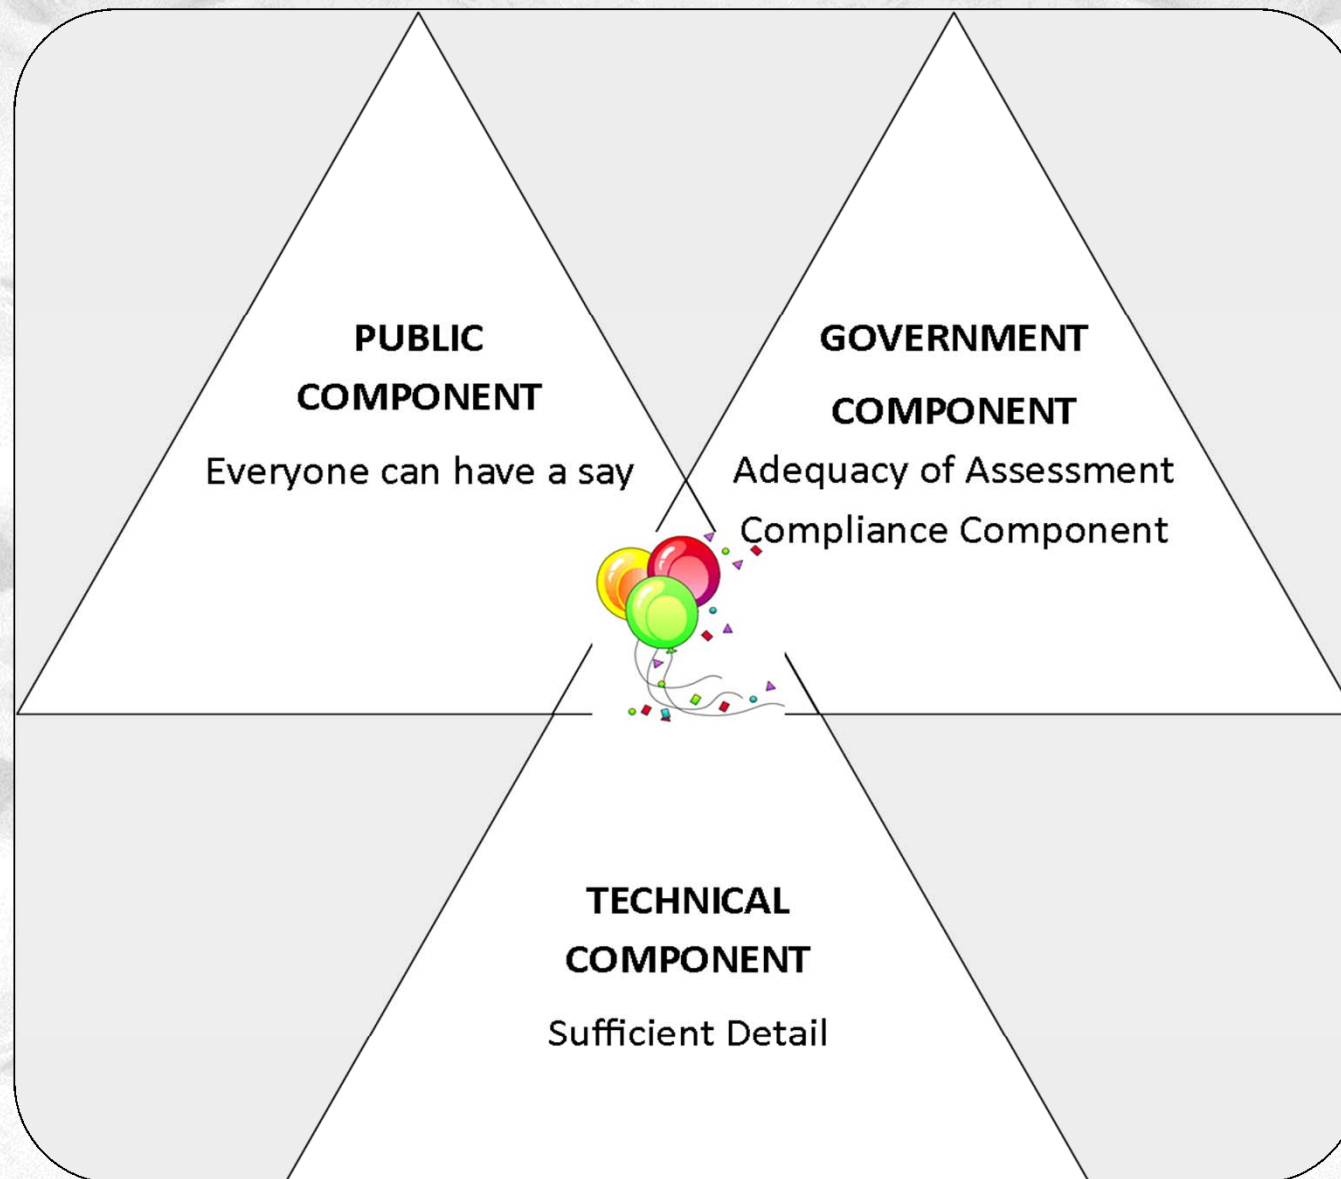 PUBLIC
COMPONENT
Everyone can have a say
GOVERNMENT
COMPONENT
Adequacy of Assessment
Compliance Component
TECHNICAL
COMPONENT
Sufficient Detail